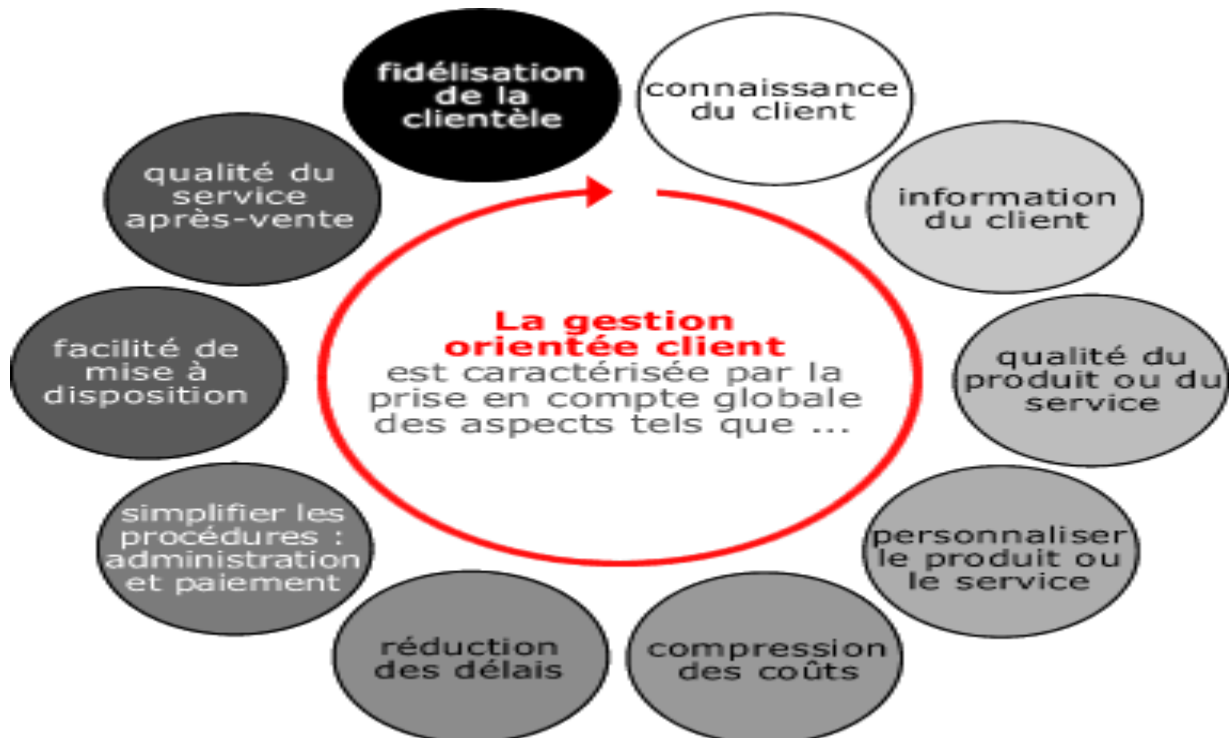 La gestion
orientée client
est caractérisée par la
prise en compte globale
des aspects tels que ...
connaissance
du client
information
du client
qualité du
produit ou du
service
personnaliser
le produit ou
le service
compression
des coûts
réduction
des délais
simplifier les
procédures :
administration
et paiement
facilité de
mise à
disposition
qualité du
service
après-vente
fidélisation
de la
clientèle